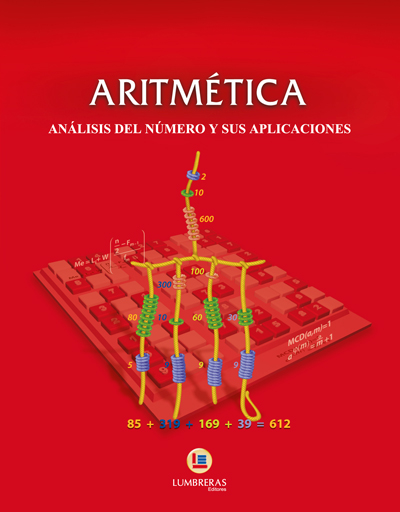 ARITMÉTICA
ANÁLISIS DEL NÚMERO Y SUS APLICACIONES
2
10
600
100
300
80
10
60
30
5
9
9
MCD(a,m)=1
85 + 319 + 169 + 39 = 612
LUMBRERAS
Editores